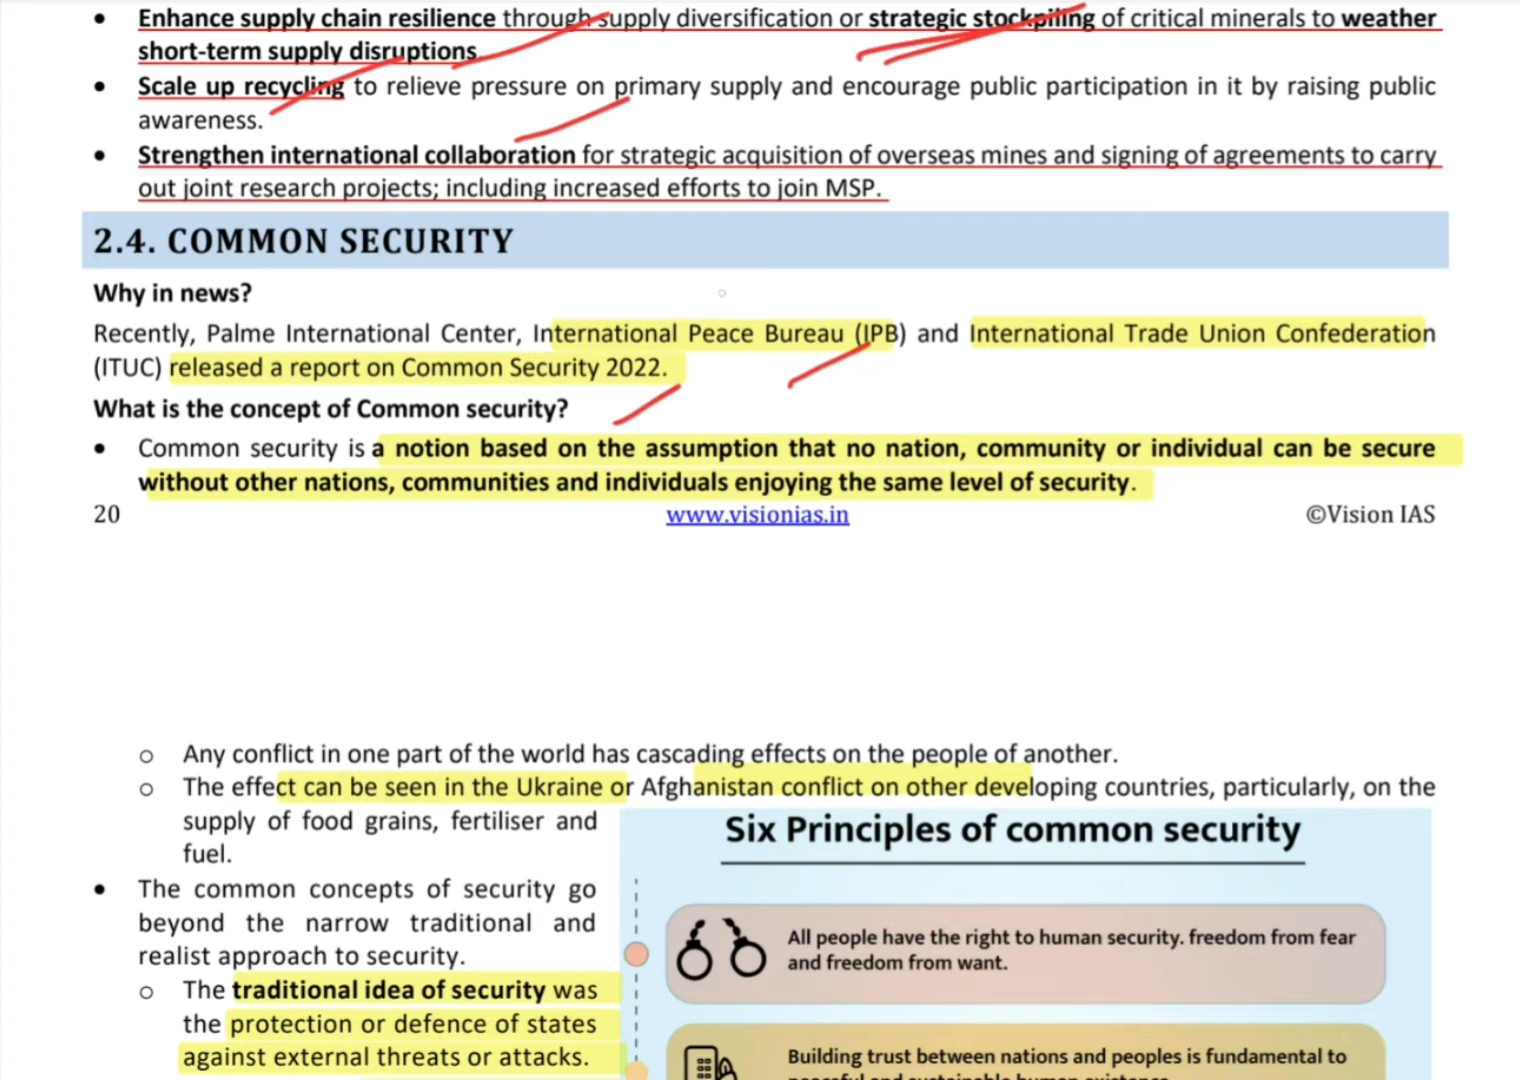 • Enhance supply chain resilience through supply diversification or strategic stockpiling of critical minerals to weather
short-term supply disruptions.
• Scale up recycling to relieve pressure on primary supply and encourage public participation in it by raising public
awareness.
• Strengthen international collaboration for strategic acquisition of overseas mines and signing of agreements to carry
out joint research projects; including increased efforts to join MSP.
2.4. COMMON SECURITY
Why in news?
Recently, Palme International Center, International Peace Bureau (IPB) and International Trade Union Confederation
(ITUC) released a report on Common Security 2022.
What is the concept of Common security?
• Common security is a notion based on the assumption that no nation, community or individual can be secure
without other nations, communities and individuals enjoying the same level of security.
20 www.visionias.in ©Vision IAS
o Any conflict in one part of the world has cascading effects on the people of another.
o The effect can be seen in the Ukraine or Afghanistan conflict on other developing countries, particularly, on the
supply of food grains, fertiliser and
fuel.
• The common concepts of security go
beyond the narrow traditional and
realist approach to security.
o The traditional idea of security was
the protection or defence of states
against external threats or attacks.
Six Principles of common security
All people have the right to human security. freedom from fear
and freedom from want.
Building trust between nations and peoples is fundamental to